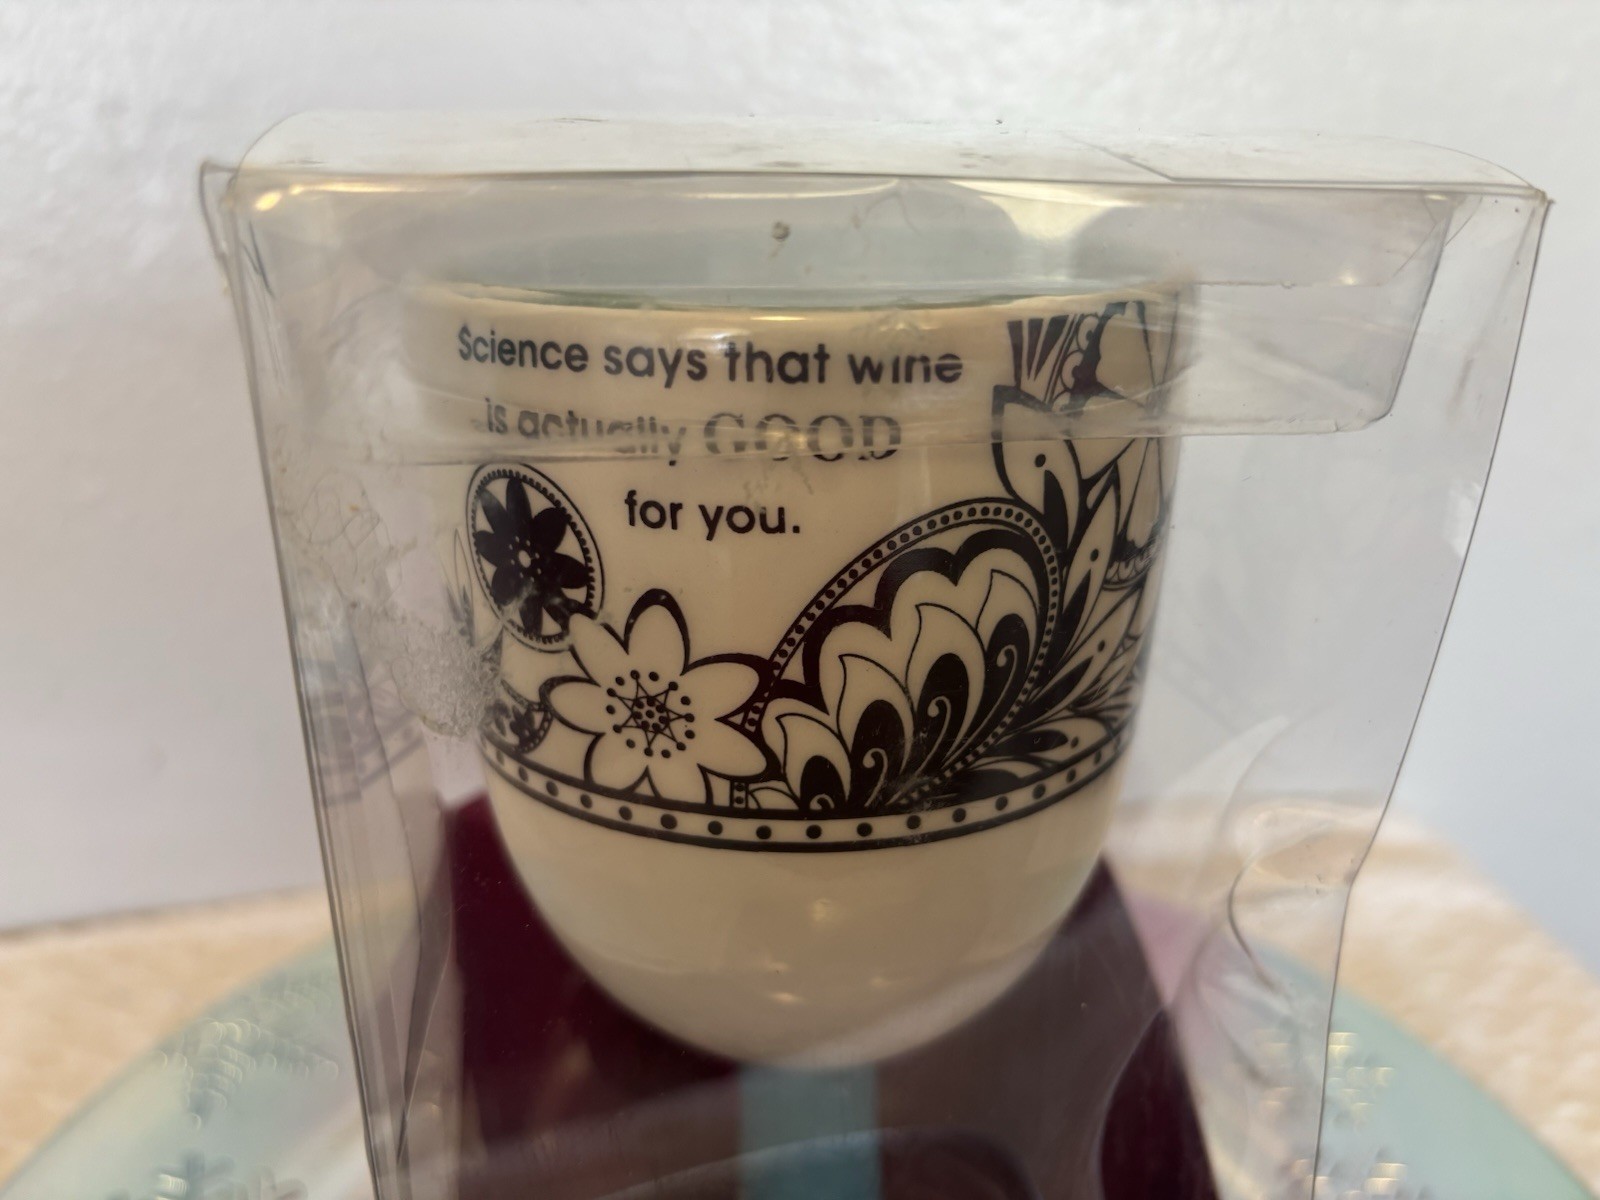 Science says that wine
is actually GOOD
for you.